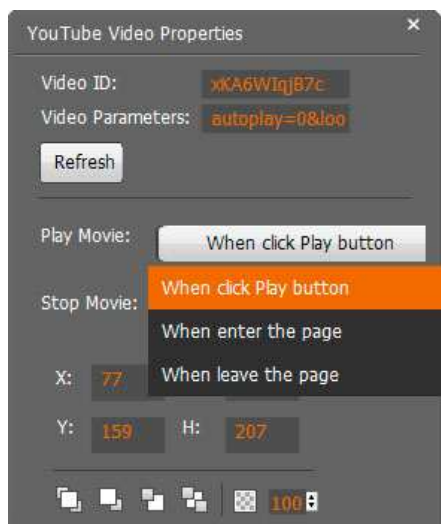 YouTube Video Properties ×
Video ID: xKA6WIqjB7c
Video Parameters: autoplay=0&loo
Refresh
Play Movie: When click Play button
When click Play button
Stop Movie:
When enter the page
When leave the page
X: 77
Y: 159 H: 207
100